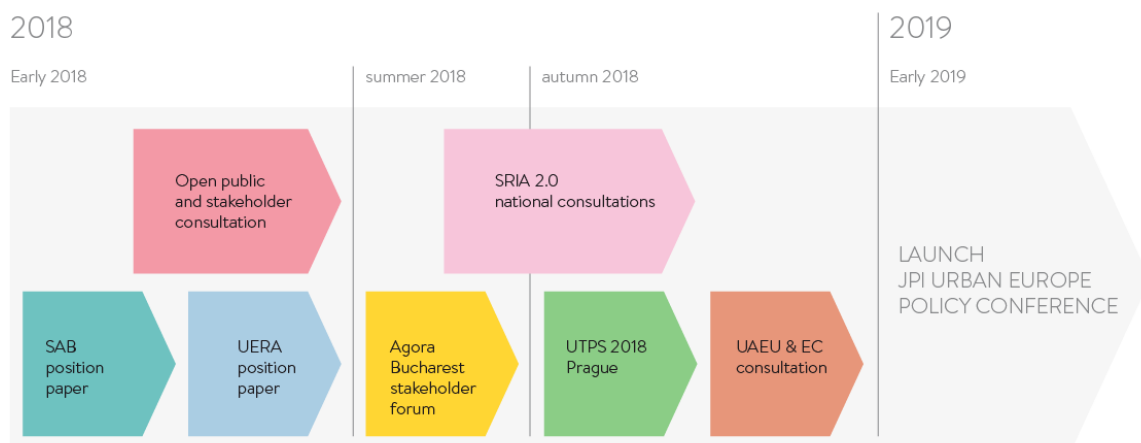 2018
2019
Early 2018
summer 2018
autumn 2018
Early 2019
Open public
and stakeholder
consultation
SRIA 2.0
national consultations
LAUNCH
JPI URBAN EUROPE
POLICY CONFERENCE
SAB
position
paper
UERA
position
paper
Agora
Bucharest
stakeholder
forum
UTPS 2018
Prague
UAEU & EC
consultation